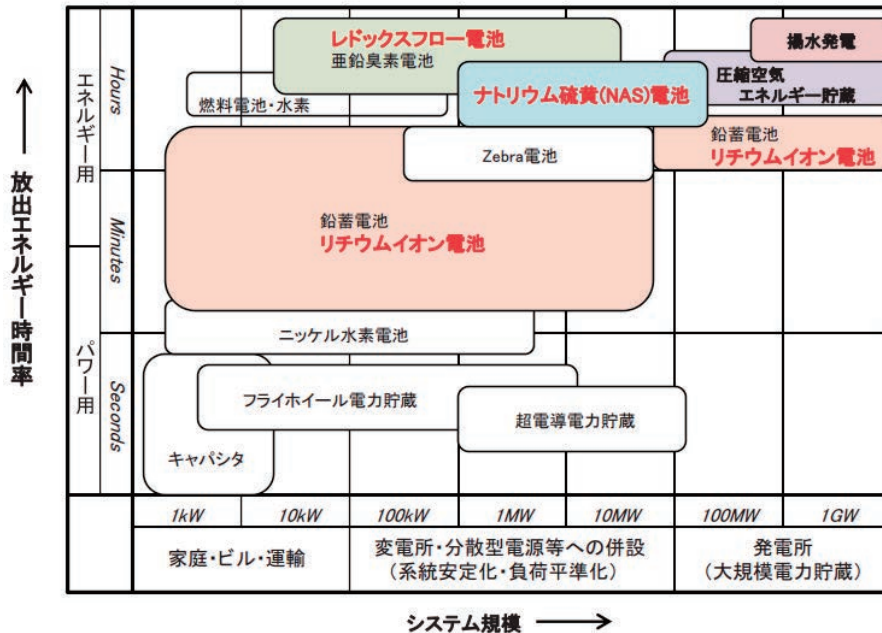 放出エネルギー時間率
エネルギー用
パワー用
Hours
Minutes
Seconds
レドックスフロー電池
亜鉛臭素電池
揚水発電
圧縮空気
エネルギー貯蔵
ナトリウム硫黄(NAS)電池
燃料電池・水素
鉛蓄電池
リチウムイオン電池
Zebra電池
鉛蓄電池
リチウムイオン電池
ニッケル水素電池
フライホイール電力貯蔵
超電導電力貯蔵
キャパシタ
1kW 10kW 100kW 1MW 10MW 100MW 1GW
家庭・ビル・運輸
変電所・分散型電源等への併設
(系統安定化・負荷平準化)
発電所
(大規模電力貯蔵)
システム規模